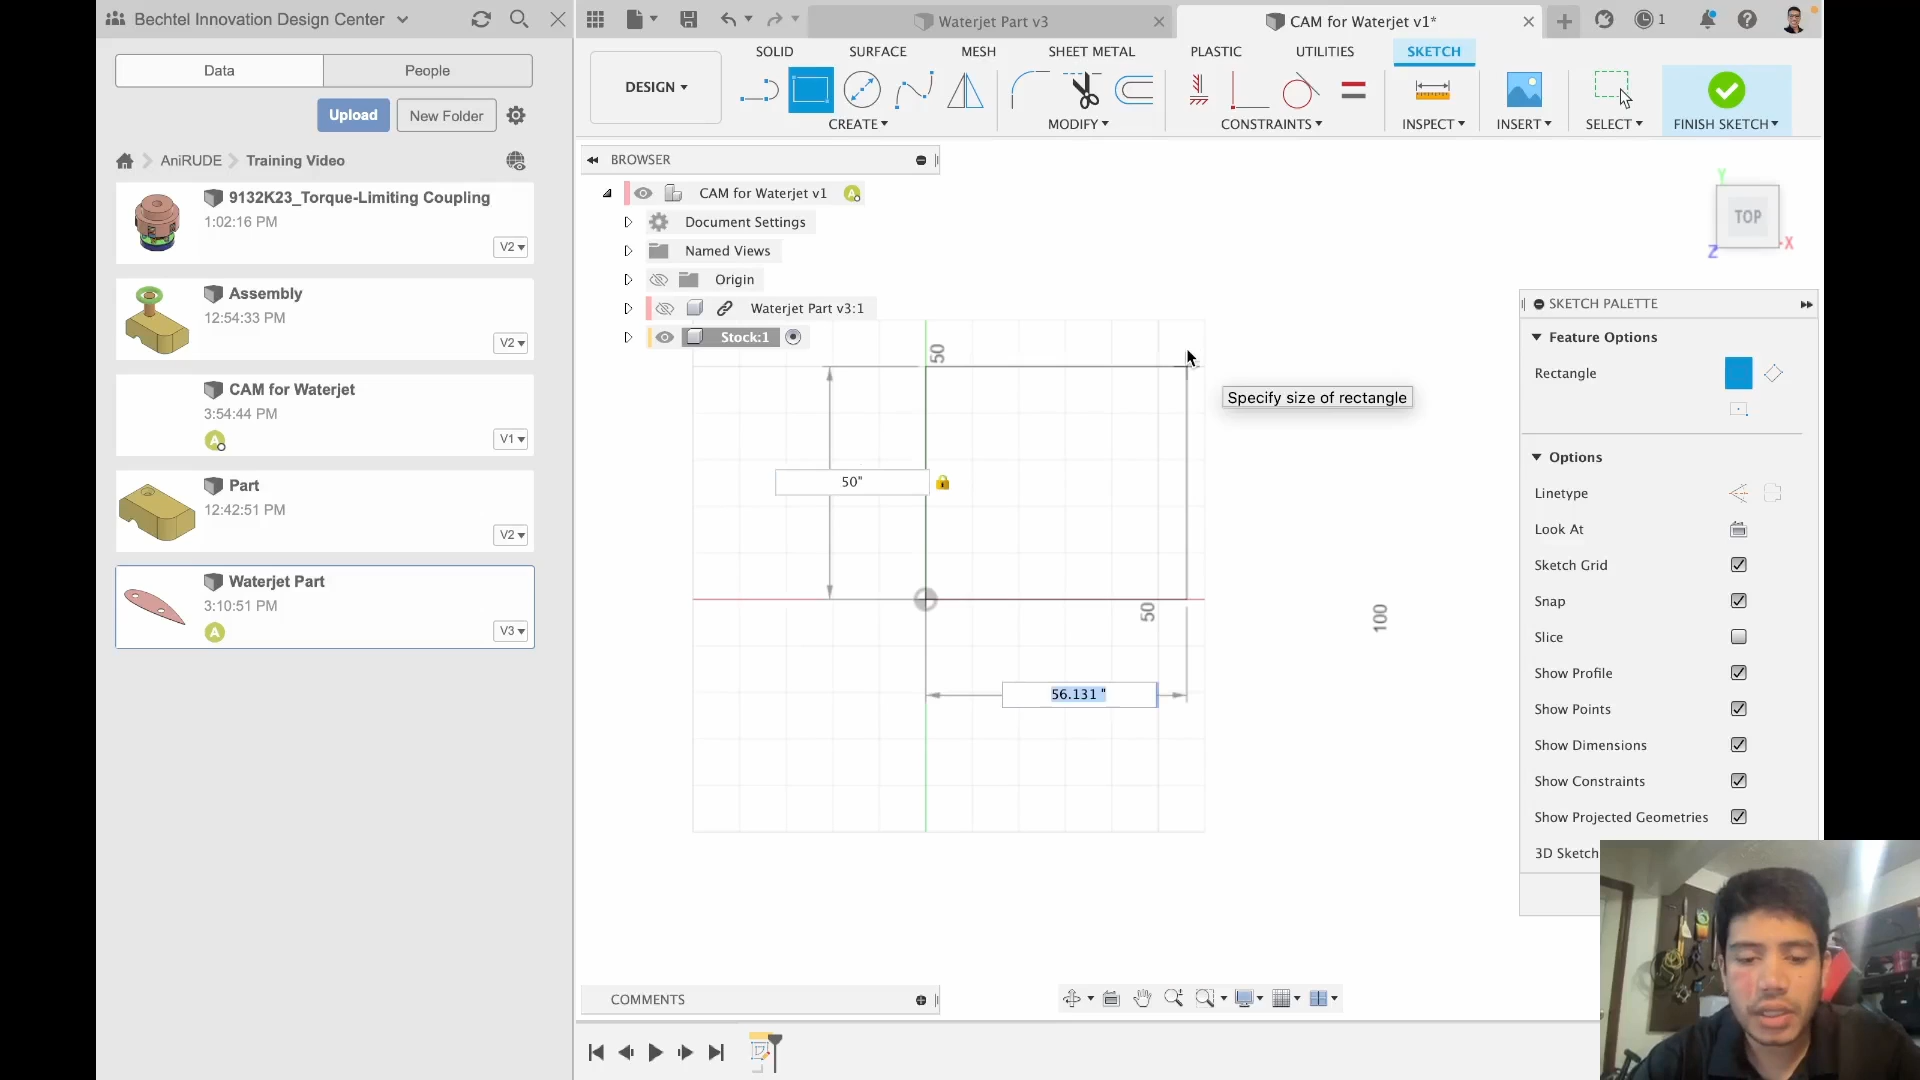 Bechtel Innovation Design Center
Data
People
Upload
New Folder
AniRUDE
Training Video
9132K23_Torque-Limiting Coupling
1:02:16 PM
V2
Assembly
12:54:33 PM
V2
CAM for Waterjet
3:54:44 PM
A
V1
Part
12:42:51 PM
V2
Waterjet Part
3:10:51 PM
A
V3
Waterjet Part v3
CAM for Waterjet v1*
1
DESIGN
SOLID
SURFACE
MESH
SHEET METAL
PLASTIC
UTILITIES
SKETCH
CREATE
MODIFY
CONSTRAINTS
INSPECT
INSERT
SELECT
FINISH SKETCH
BROWSER
CAM for Waterjet v1
A
Document Settings
Named Views
Origin
Waterjet Part v3:1
Stock:1
50
50"
50
100
56.131 "
Specify size of rectangle
Y
TOP
X
Z
SKETCH PALETTE
Feature Options
Rectangle
Options
Linetype
Look At
Sketch Grid
Snap
Slice
Show Profile
Show Points
Show Dimensions
Show Constraints
Show Projected Geometries
3D Sketch
COMMENTS